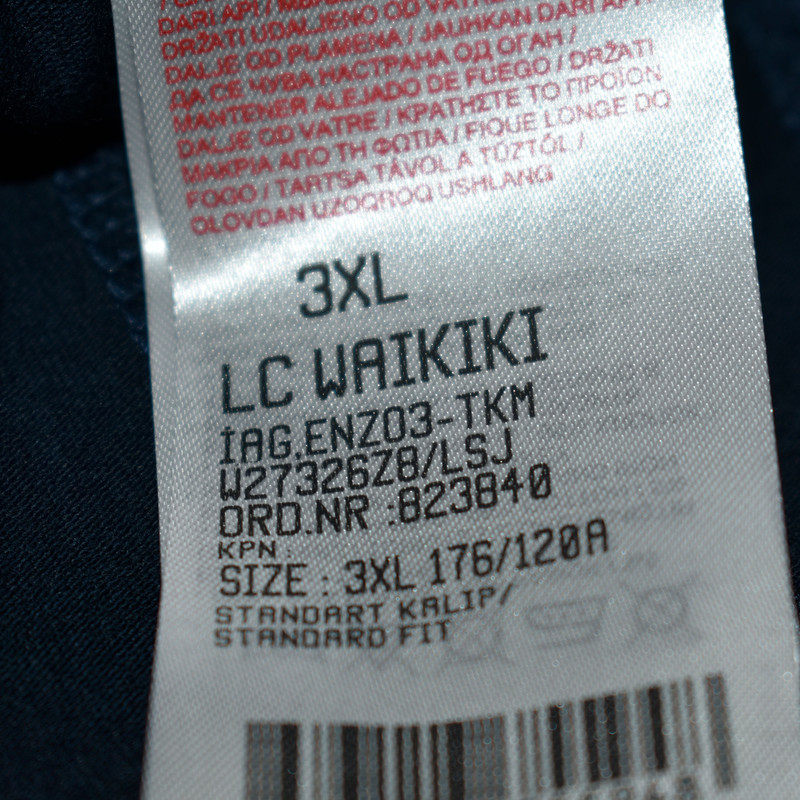 DARI API /
DRŽATI UDALJENO OD
DALJE OD PLAMENA / JAUHKAN DARI API /
ДА СЕ ЧУВА НАСТРАНА ОД ОГАН /
MANTENER ALEJADO DE FUEGO / DRŽATI
DALJE OD VATRE / ΚΡΑΤΗΣΤΕ ΤΟ ΠΡΟΪΟΝ
ΜΑΚΡΙΑ ΑΠΟ ΤΗ ΦΩΤΙΑ / FIQUE LONGE DO
FOGO / TARTSA TÁVOL A TŰZTŐL /
OLOVDAN UZOQROQ USHLANG
3XL
LC WAIKIKI
İAG.ENZ03-TKM
W27326Z8/LSJ
ORD.NR :823840
KPN :
SIZE : 3XL 176/120A
STANDART KALIP/
STANDARD FIT